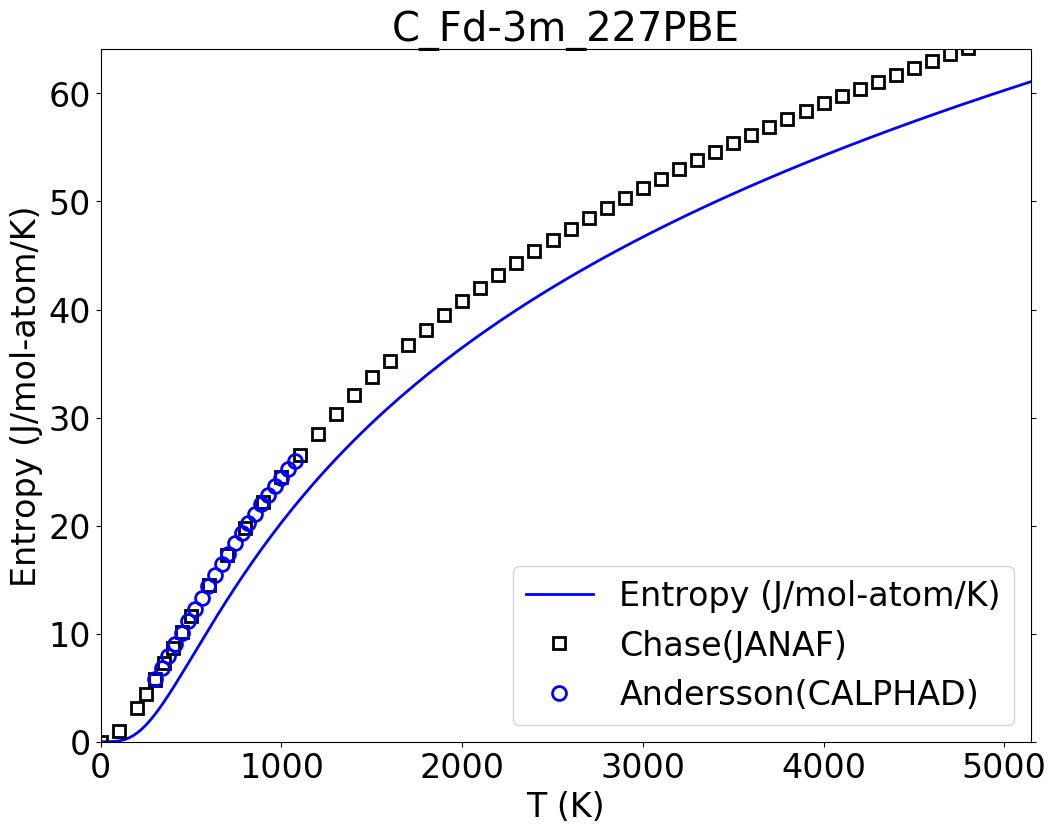 C_Fd-3m_227PBE
Entropy (J/mol-atom/K)
60
50
40
30
20
10
0
Entropy (J/mol-atom/K)
Chase(JANAF)
Andersson(CALPHAD)
0 1000 2000 3000 4000 5000
T (K)